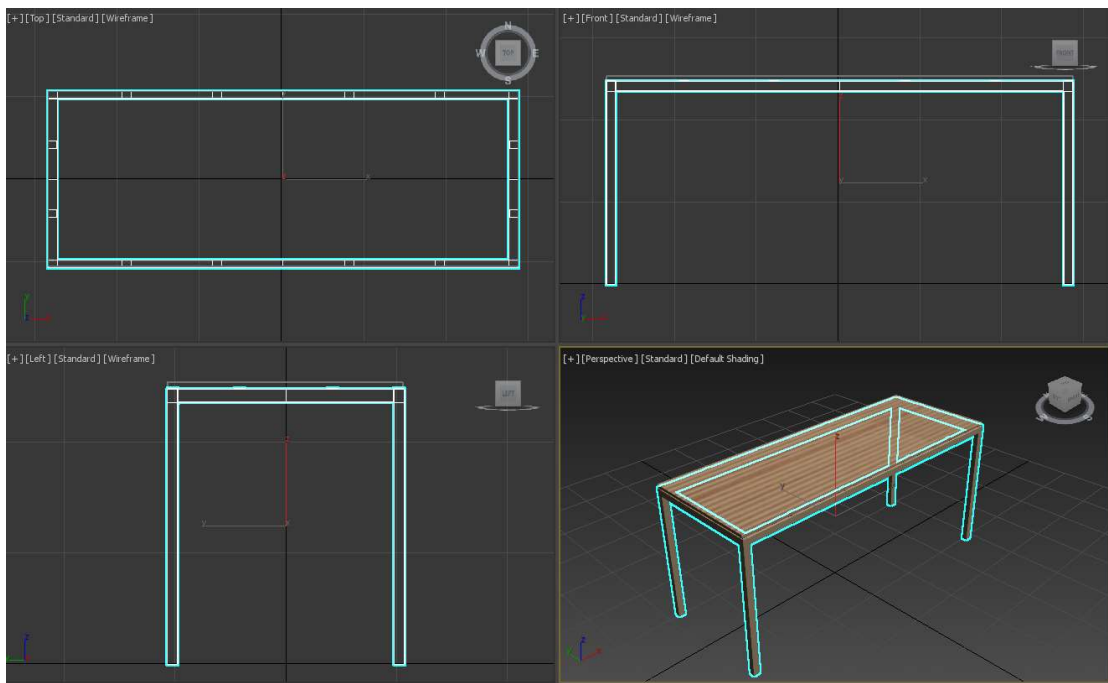 [+] [Top] [Standard] [Wireframe]
N
W
TOP
E
S
x
y
[+] [Front] [Standard] [Wireframe]
FRONT
x
z
[+] [Left] [Standard] [Wireframe]
LEFT
z
y
x
z
[+] [Perspective] [Standard] [Default Shading]
z
y
z
x